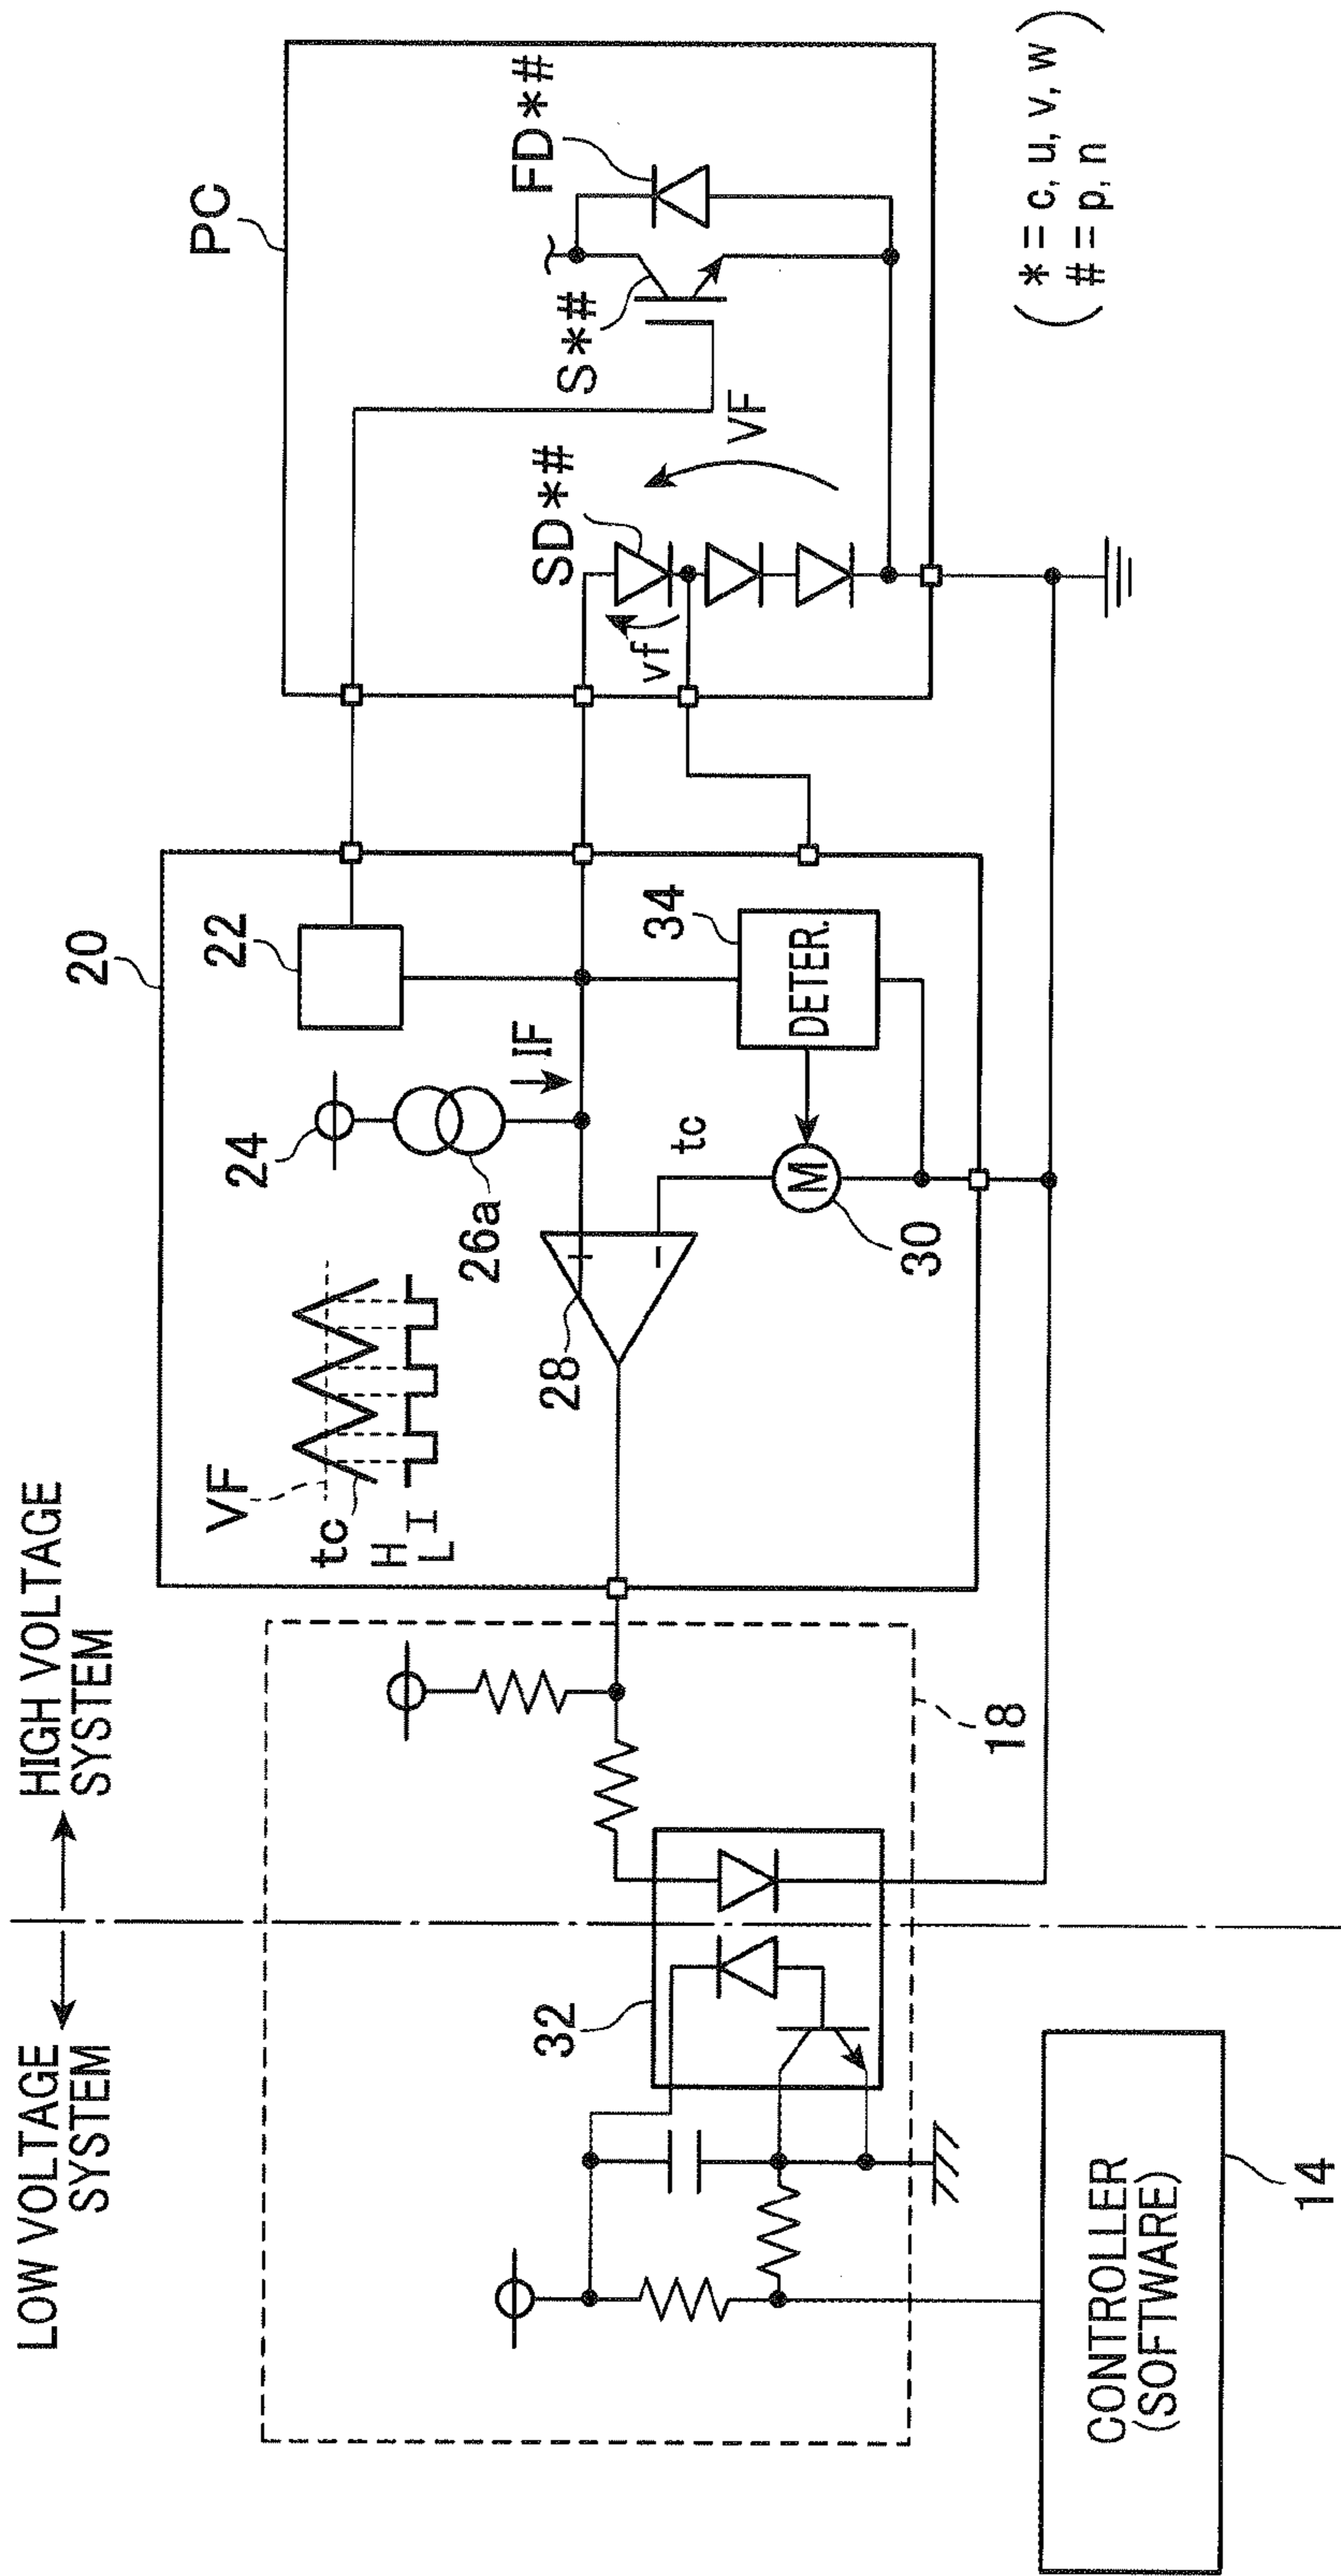 LOW VOLTAGE
SYSTEM
HIGH VOLTAGE
SYSTEM
20
PC
VF
tc
H
L
24
22
26a
IF
28
tc
M
30
34
DETER.
S*#
FD*#
SD*#
vf
VF
32
18
CONTROLLER
(SOFTWARE)
14
(* = c, u, v, w)
(# = p, n)
+
−